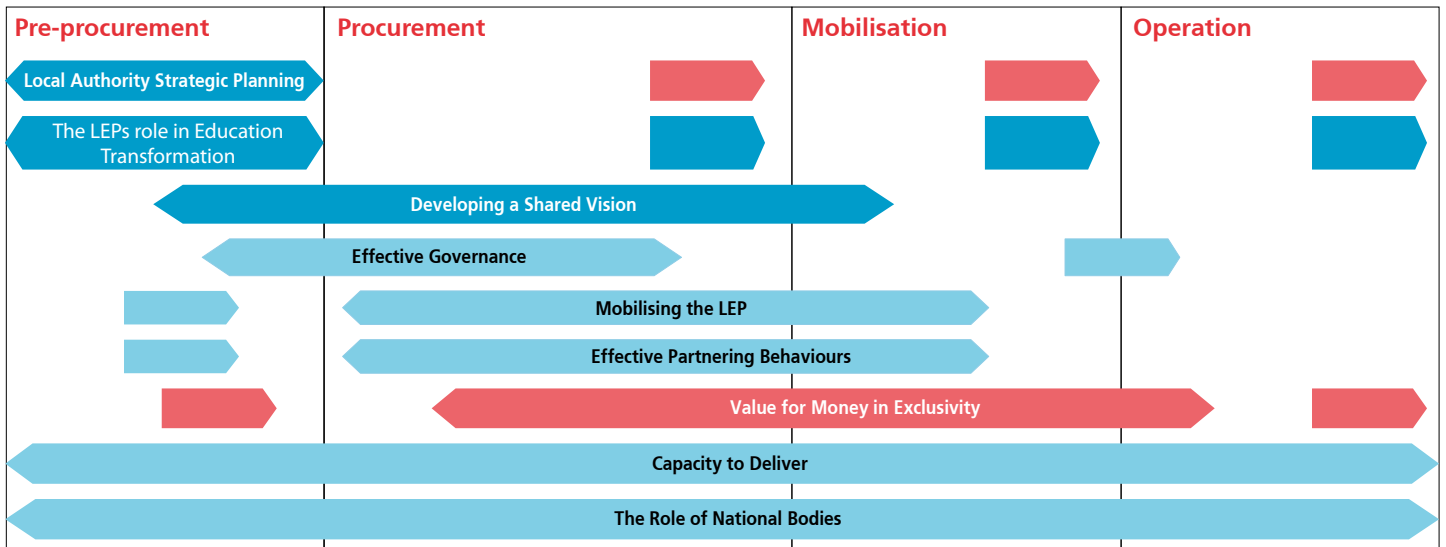 Pre-procurement
Procurement
Mobilisation
Operation
Local Authority Strategic Planning
The LEPs role in Education
Transformation
Developing a Shared Vision
Effective Governance
Mobilising the LEP
Effective Partnering Behaviours
Value for Money in Exclusivity
Capacity to Deliver
The Role of National Bodies